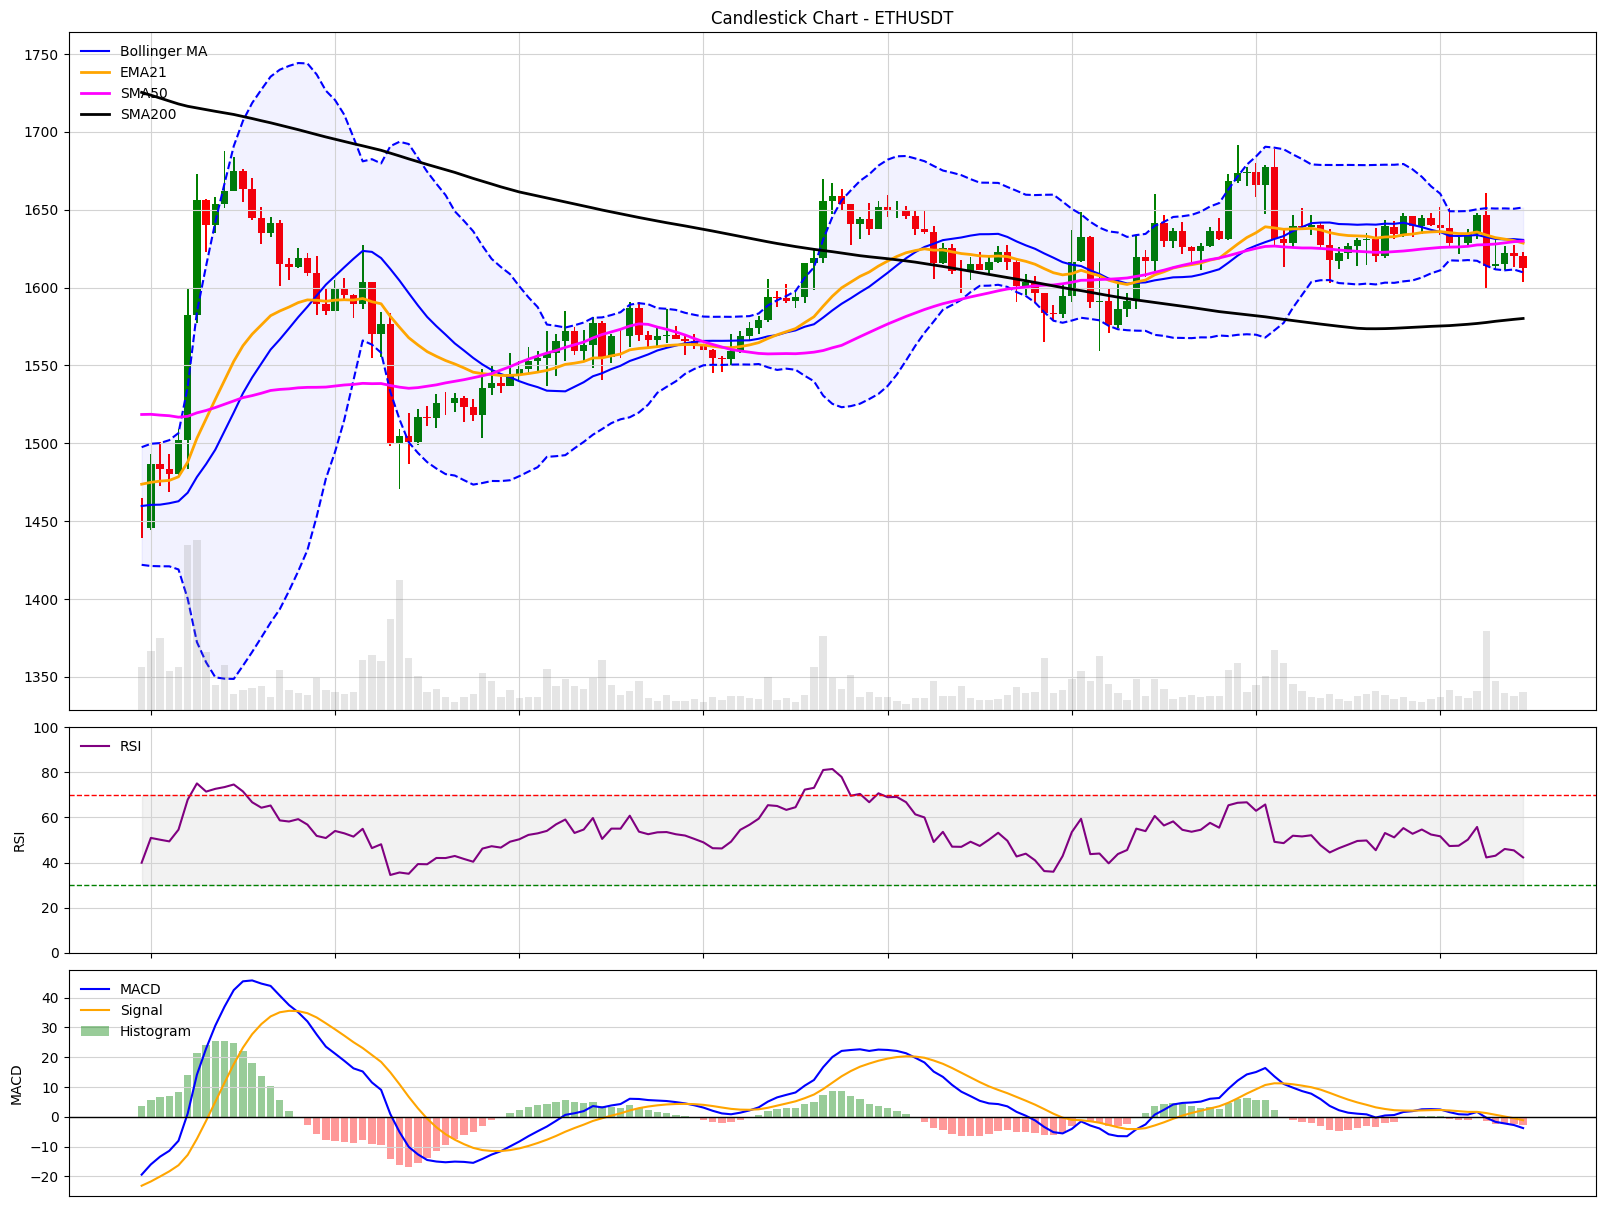 Candlestick Chart - ETHUSDT
1750
1700
1650
1600
1550
1500
1450
1400
1350
Bollinger MA
EMA21
SMA50
SMA200
RSI
100
80
60
40
20
0
RSI
MACD
40
30
20
10
0
−10
−20
MACD
Signal
Histogram